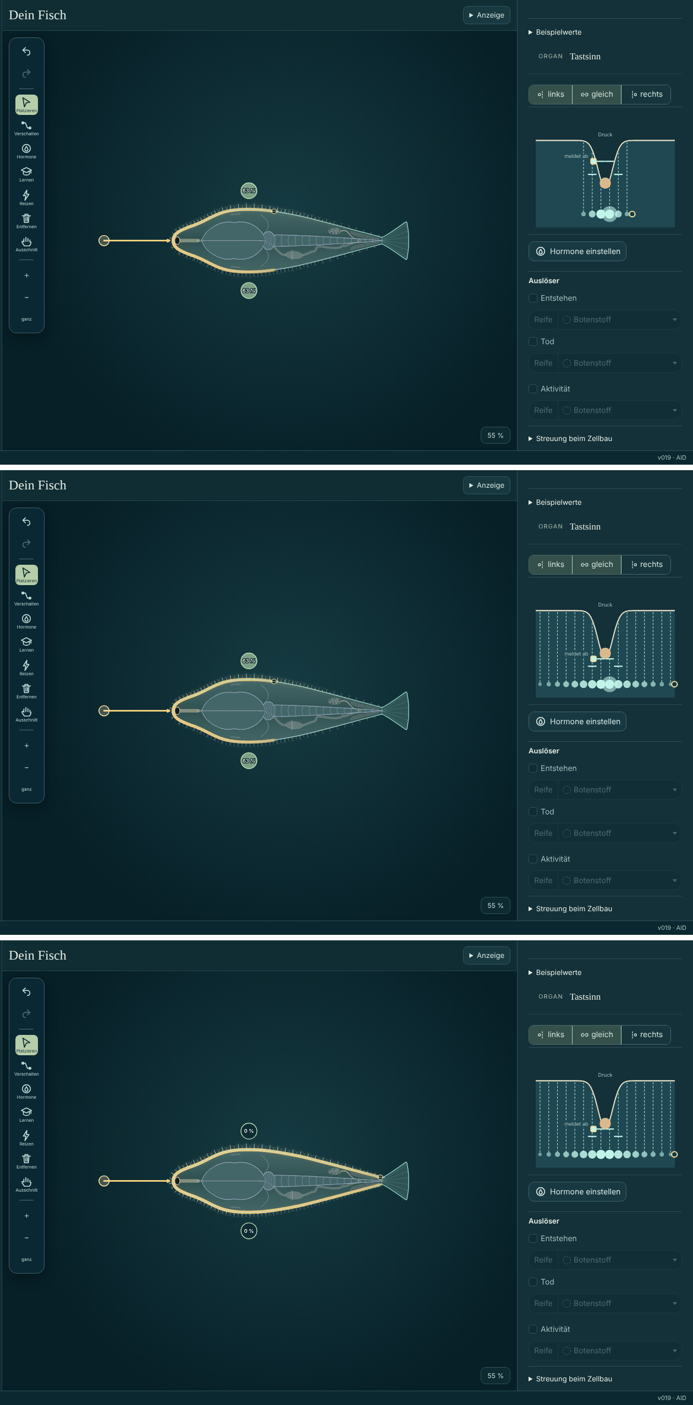 Dein Fisch
Anzeige
Platzieren
Verschalten
Hormone
Lernen
Reizen
Entfernen
Ausschnitt
+
−
ganz
55 %
Beispielwerte
ORGAN Tastsinn
links gleich rechts
Druck
meldet ab
Hormone einstellen
Auslöser
Entstehen
Reife Botenstoff
Tod
Reife Botenstoff
Aktivität
Reife Botenstoff
Streuung beim Zellbau
v019 · AID
Dein Fisch
Anzeige
Platzieren
Verschalten
Hormone
Lernen
Reizen
Entfernen
Ausschnitt
+
−
ganz
55 %
Beispielwerte
ORGAN Tastsinn
links gleich rechts
Druck
meldet ab
Hormone einstellen
Auslöser
Entstehen
Reife Botenstoff
Tod
Reife Botenstoff
Aktivität
Reife Botenstoff
Streuung beim Zellbau
v019 · AID
Dein Fisch
Anzeige
Platzieren
Verschalten
Hormone
Lernen
Reizen
Entfernen
Ausschnitt
+
−
ganz
0 %
0 %
55 %
Beispielwerte
ORGAN Tastsinn
links gleich rechts
Druck
meldet ab
Hormone einstellen
Auslöser
Entstehen
Reife Botenstoff
Tod
Reife Botenstoff
Aktivität
Reife Botenstoff
Streuung beim Zellbau
v019 · AID